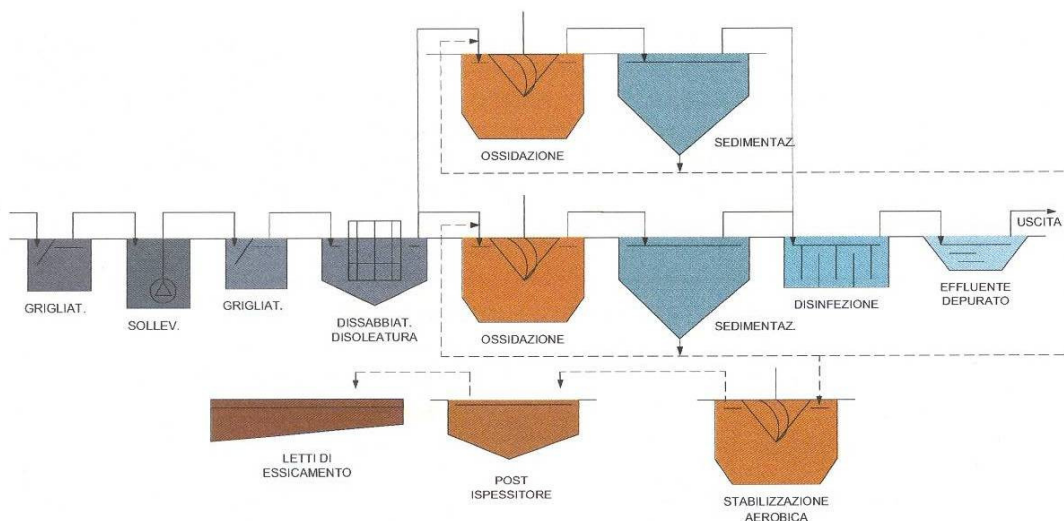 OSSIDAZIONE
SEDIMENTAZ.
USCITA
GRIGLIAT.
SOLLEV.
GRIGLIAT.
DISSABBIAT.
DISOLEATURA
OSSIDAZIONE
SEDIMENTAZ.
DISINFEZIONE
EFFLUENTE
DEPURATO
LETTI DI
ESSICAMENTO
POST
ISPESSITORE
STABILIZZAZIONE
AEROBICA